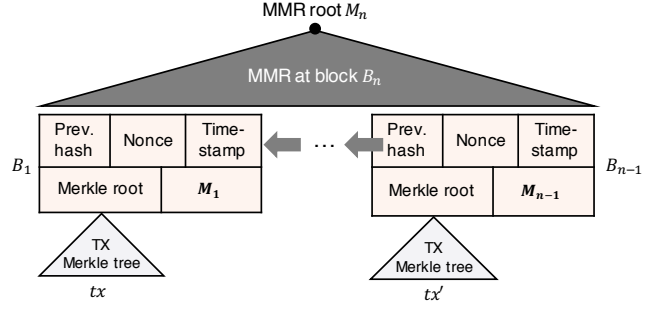 MMR root Mₙ
MMR at block Bₙ
Prev. hash
Nonce
Time-stamp
B₁
Merkle root
M₁
...
Prev. hash
Nonce
Time-stamp
Bₙ₋₁
Merkle root
Mₙ₋₁
TX
Merkle tree
tx
TX
Merkle tree
tx′